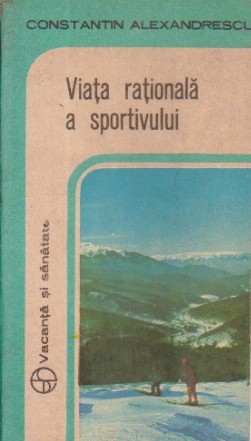 CONSTANTIN ALEXANDRESCU
Viața rațională
a sportivului
Vacanță și sănătate